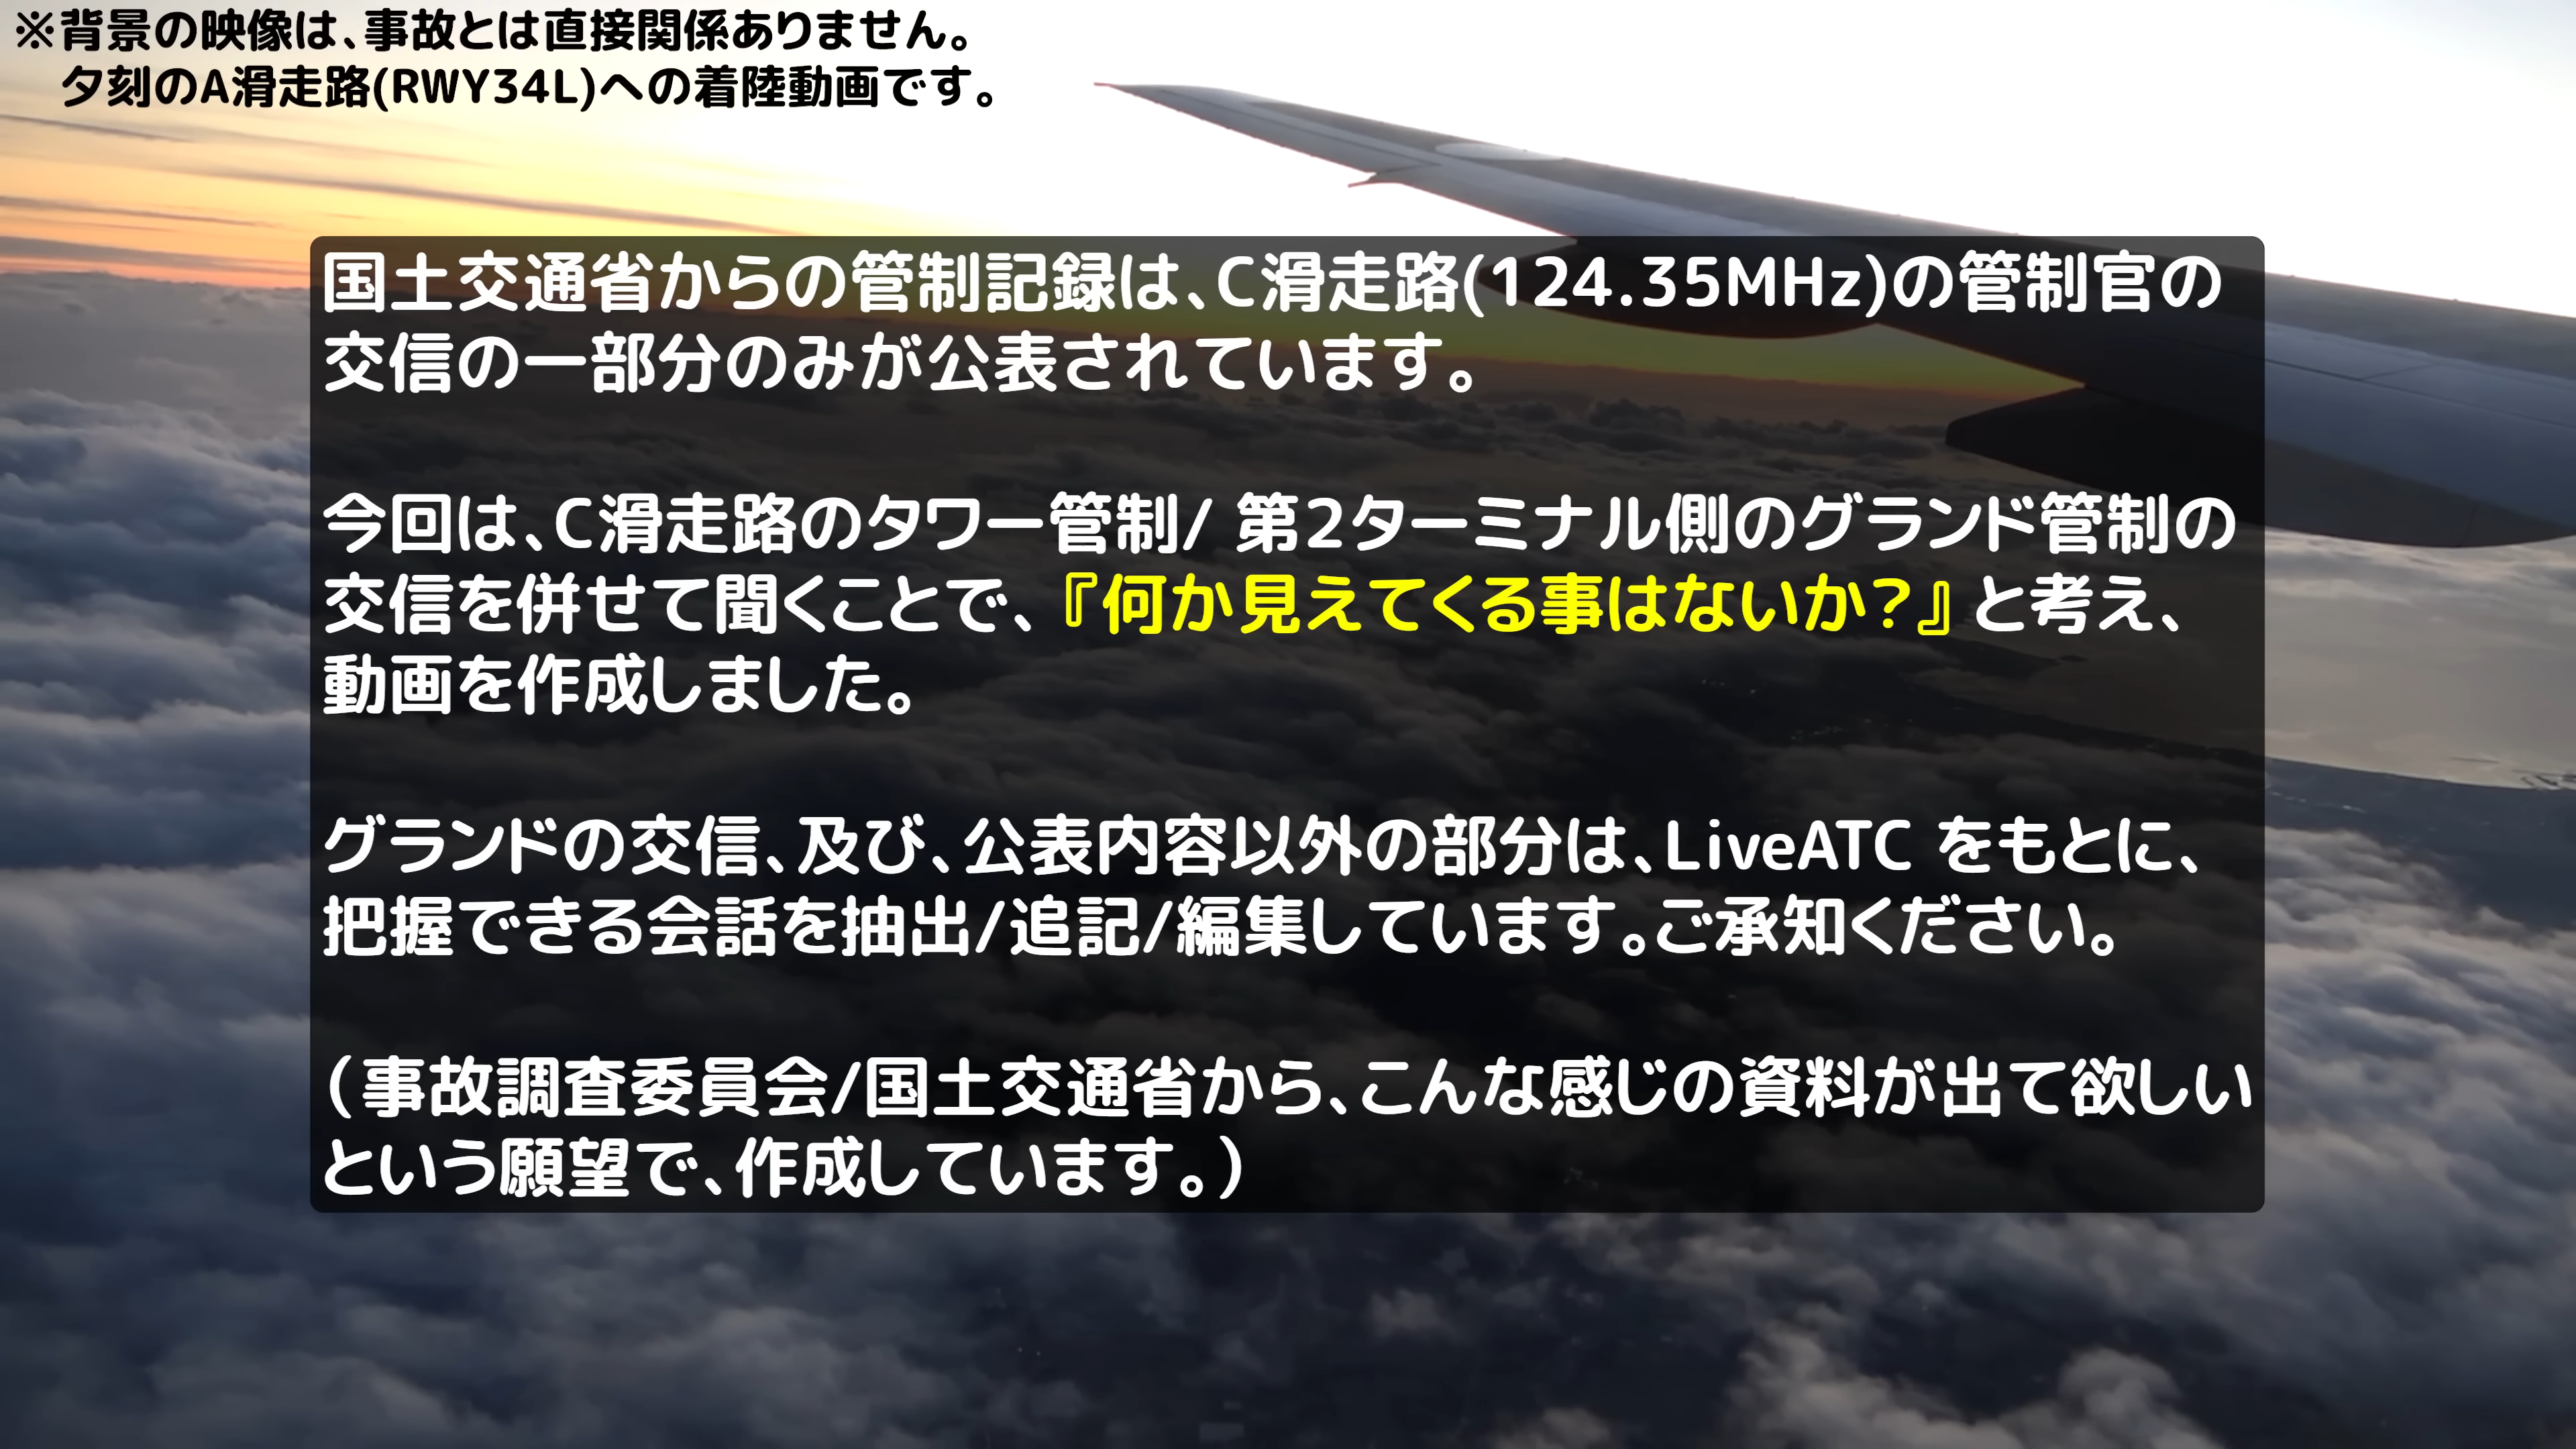 ※背景の映像は、事故とは直接関係ありません。
夕刻のA滑走路(RWY34L)への着陸動画です。
国土交通省からの管制記録は、C滑走路(124.35MHz)の管制官の
交信の一部分のみが公表されています。
今回は、C滑走路のタワー管制/ 第2ターミナル側のグランド管制の
交信を併せて聞くことで、『何か見えてくる事はないか?』と考え、
動画を作成しました。
グランドの交信、及び、公表内容以外の部分は、LiveATC をもとに、
把握できる会話を抽出/追記/編集しています。ご承知ください。
（事故調査委員会/国土交通省から、こんな感じの資料が出て欲しい
という願望で、作成しています。）